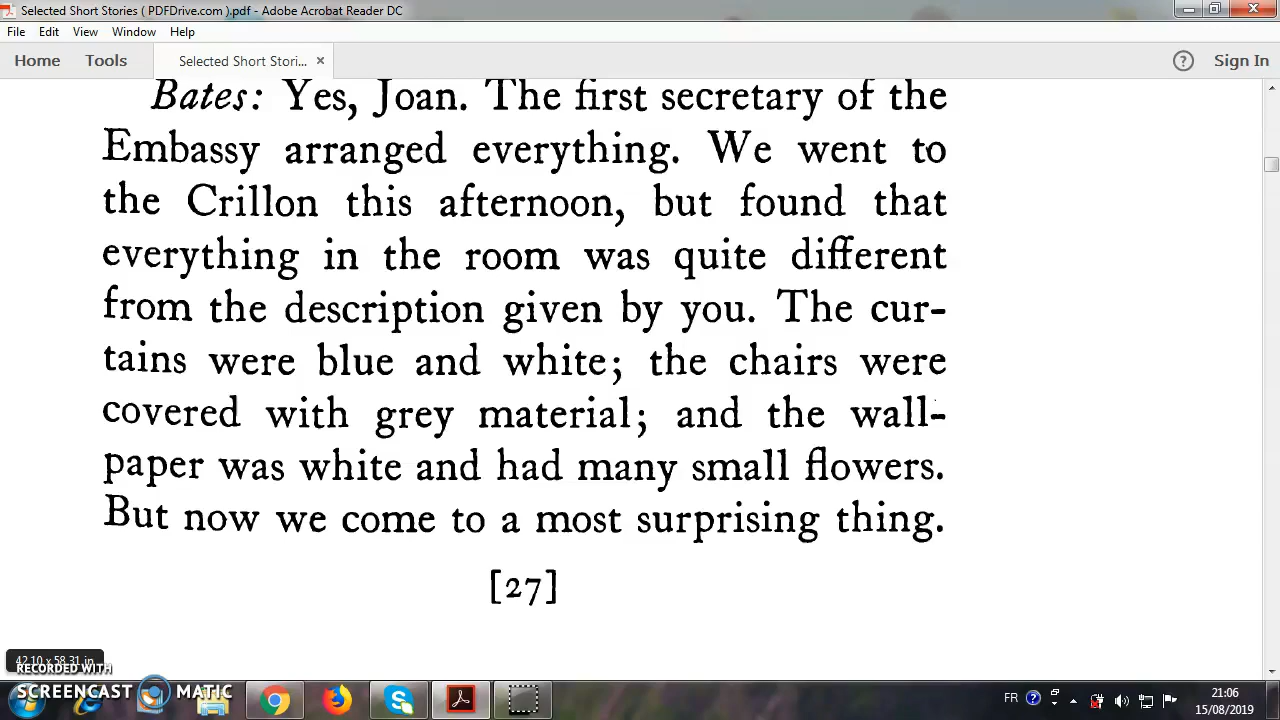 Selected Short Stories ( PDFDrive.com ).pdf - Adobe Acrobat Reader DC
File Edit View Window Help
Home Tools Selected Short Stori... × ? Sign In
Bates: Yes, Joan. The first secretary of the
Embassy arranged everything. We went to
the Crillon this afternoon, but found that
everything in the room was quite different
from the description given by you. The cur-
tains were blue and white; the chairs were
covered with grey material; and the wall-
paper was white and had many small flowers.
But now we come to a most surprising thing.
[27]
42.10 x 58.31 in
RECORDED WITH
SCREENCAST MATIC
FR 21:06
15/08/2019